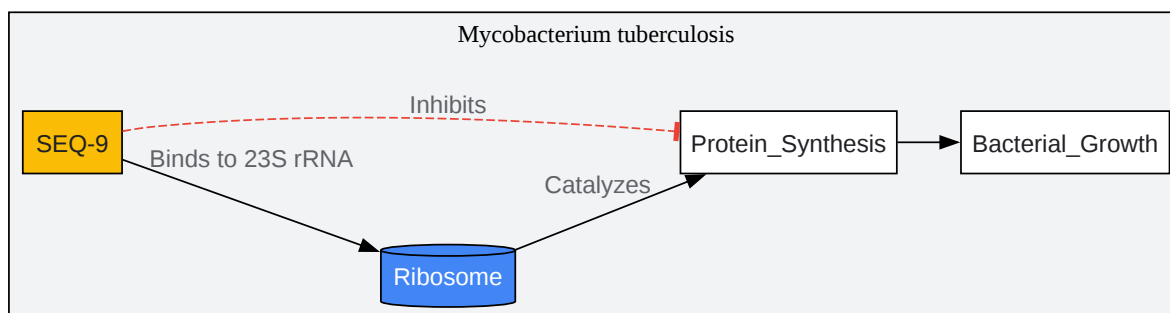 Mycobacterium tuberculosis
Inhibits
SEQ-9
Protein_Synthesis
Bacterial_Growth
Binds to 23S rRNA
Catalyzes
Ribosome